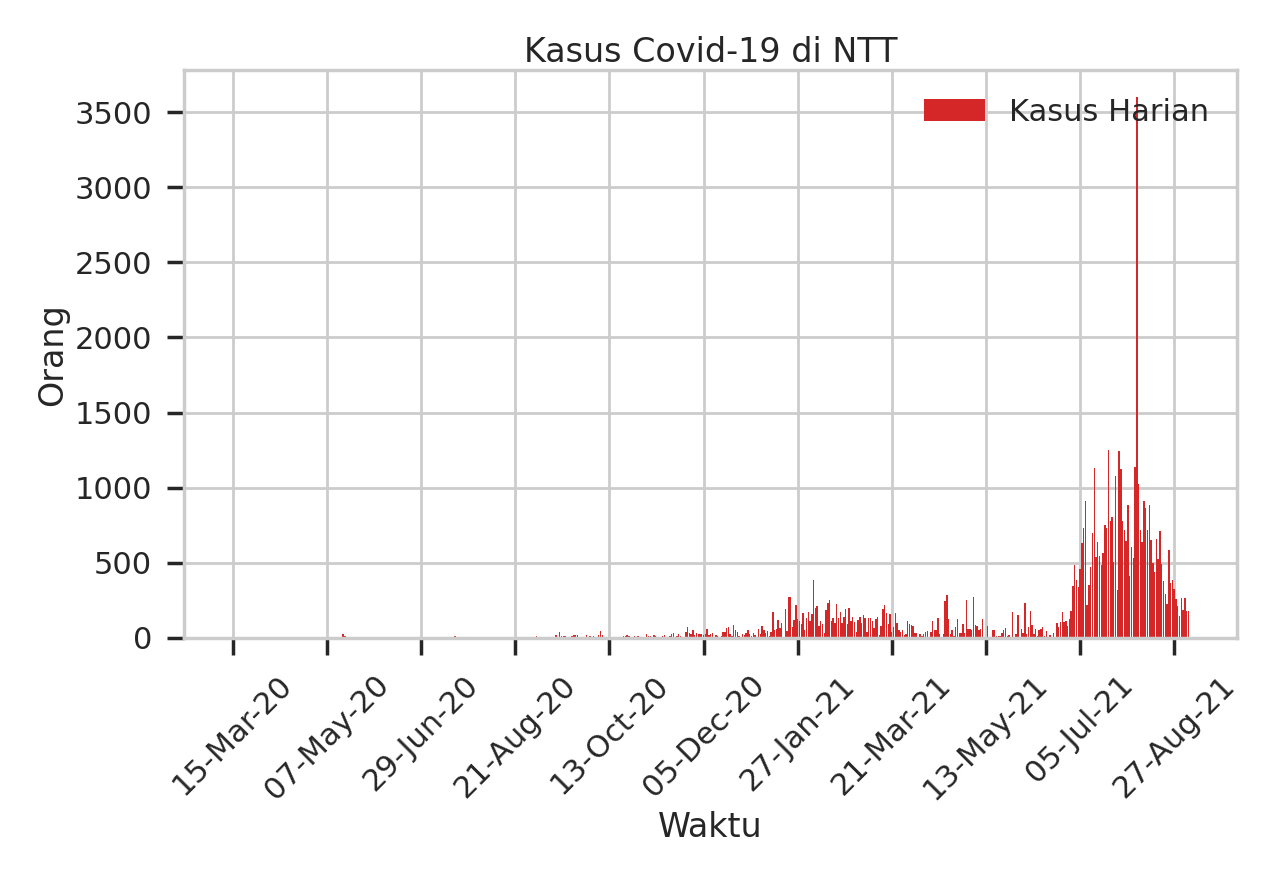 Kasus Covid-19 di NTT
Kasus Harian
Orang
3500
3000
2500
2000
1500
1000
500
0
15-Mar-20
07-May-20
29-Jun-20
21-Aug-20
13-Oct-20
05-Dec-20
27-Jan-21
21-Mar-21
13-May-21
05-Jul-21
27-Aug-21
Waktu